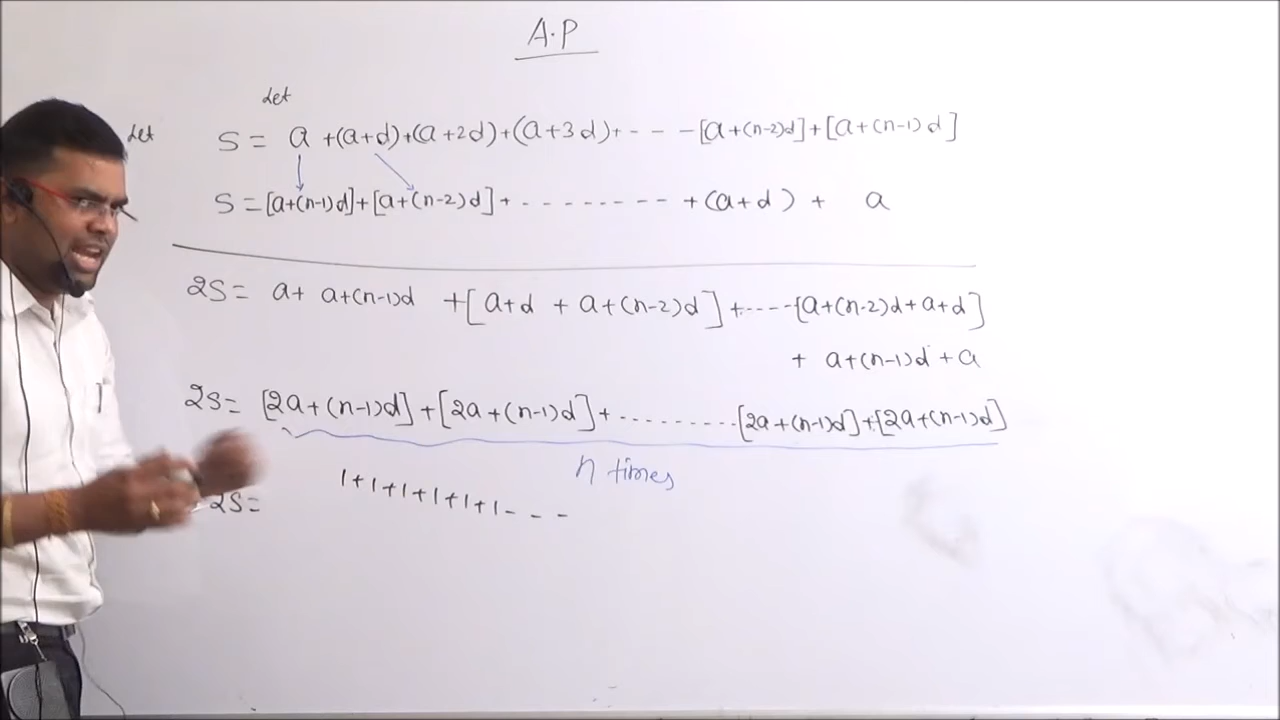 A.P
Let
Let S = a + (a+d) + (a+2d) + (a+3d) + - - - [a+(n-2)d] + [a+(n-1)d]
S = [a+(n-1)d] + [a+(n-2)d] + - - - - - - - - + (a+d) + a
2S = a + a+(n-1)d + [a+d + a+(n-2)d] + ..... [a+(n-2)d+a+d]
+ a+(n-1)d + a
2S = [2a+(n-1)d] + [2a+(n-1)d] + .......... [2a+(n-1)d] + [2a+(n-1)d]
n times
1+1+1+1+1+1- - -
2S =